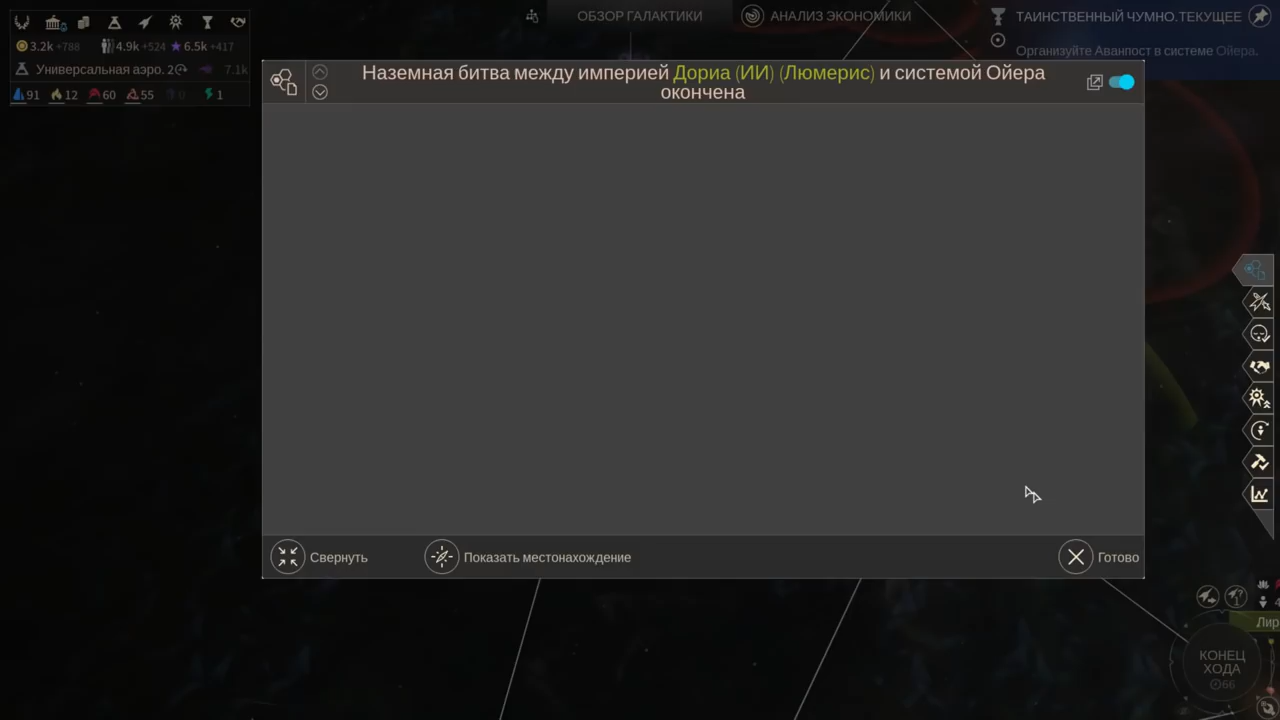 ОБЗОР ГАЛАКТИКИ
АНАЛИЗ ЭКОНОМИКИ
ТАИНСТВЕННЫЙ ЧУМНО.ТЕКУЩЕЕ
Организуйте Аванпост в системе Ойера.
3.2k +788 4.9k +524 6.5k +417
Универсальная аэро. 2 7.1k
91 12 60 55 0 1
Наземная битва между империей Дориа (ИИ) (Люмерис) и системой Ойера
окончена
Свернуть
Показать местонахождение
Готово
Лир
КОНЕЦ
ХОДА
66